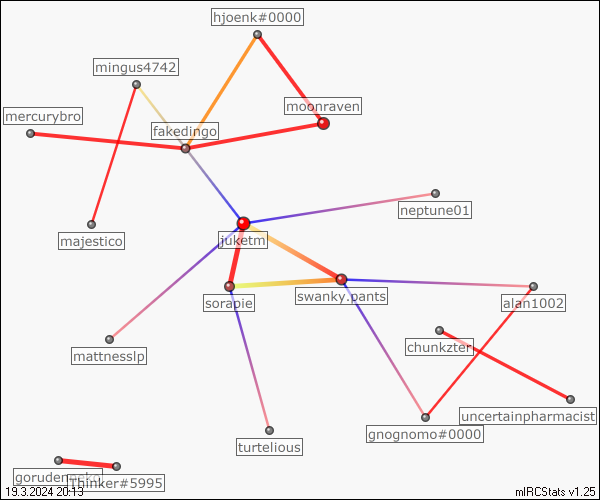 hjoenk#0000
mingus4742
moonraven
mercurybro
fakedingo
neptune01
majestico
juketm
swanky.pants
sorapie
alan1002
chunkzter
mattnesslp
uncertainpharmacist
gnognomo#0000
turtelious
Thinker#5995
19.3.2024 20:13
mIRCStats v1.25